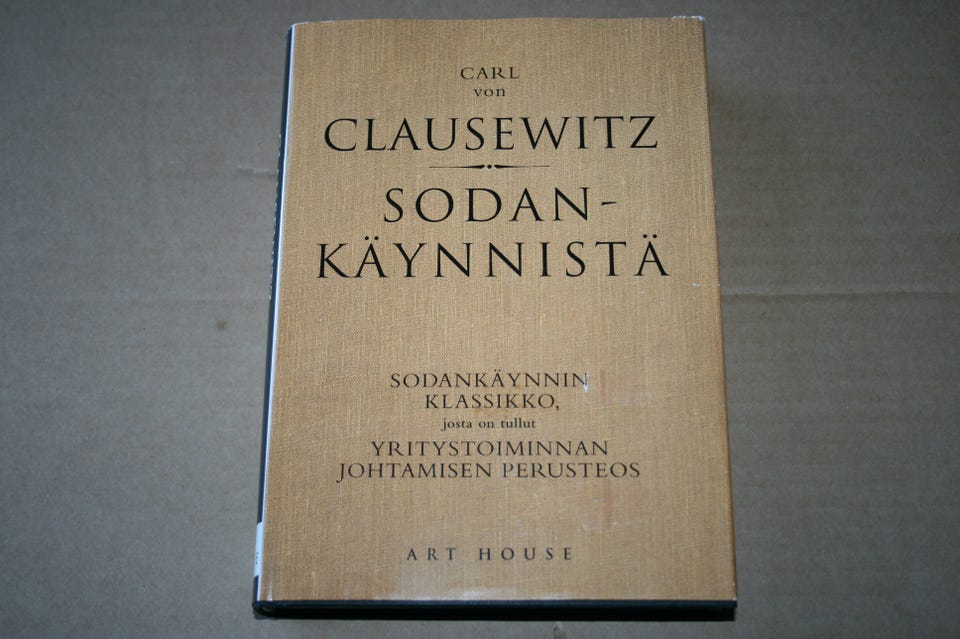 CARL
von
CLAUSEWITZ
SODAN-
KÄYNNISTÄ
SODANKÄYNNIN
KLASSIKKO,
josta on tullut
YRITYSTOIMINNAN
JOHTAMISEN PERUSTEOS
ART HOUSE